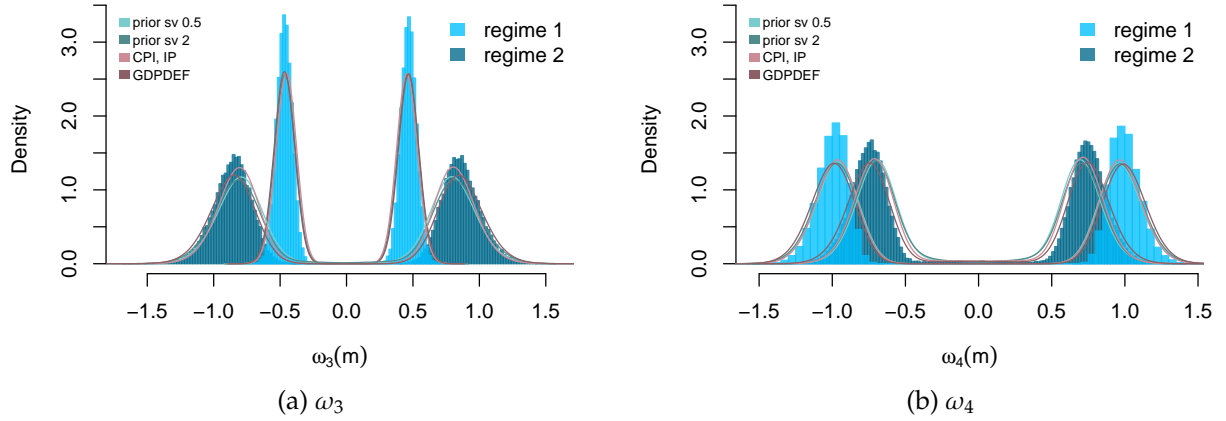 prior sv 0.5
prior sv 2
CPI, IP
GDPDEF
regime 1
regime 2
Density
0.0 1.0 2.0 3.0
−1.5 −1.0 −0.5 0.0 0.5 1.0 1.5
ω3(m)
(a) ω3
prior sv 0.5
prior sv 2
CPI, IP
GDPDEF
regime 1
regime 2
Density
0.0 1.0 2.0 3.0
−1.5 −1.0 −0.5 0.0 0.5 1.0 1.5
ω4(m)
(b) ω4